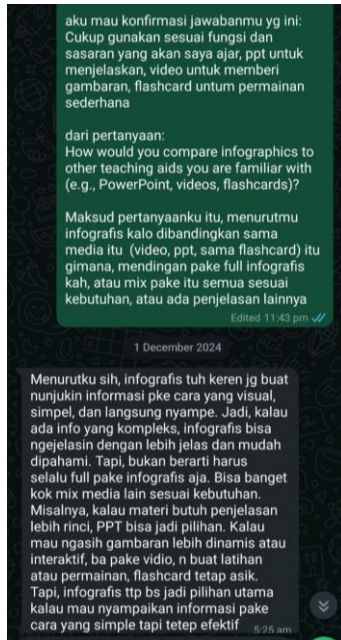 aku mau konfirmasi jawabanmu yg ini:
Cukup gunakan sesuai fungsi dan
sasaran yang akan saya ajar, ppt untuk
menjelaskan, video untuk memberi
gambaran, flashcard untum permainan
sederhana
dari pertanyaan:
How would you compare infographics to
other teaching aids you are familiar with
(e.g., PowerPoint, videos, flashcards)?
Maksud pertanyaanku itu, menurutmu
infografis kalo dibandingkan sama
media itu (video, ppt, sama flashcard) itu
gimana, mendingan pake full infografis
kah, atau mix pake itu semua sesuai
kebutuhan, atau ada penjelasan lainnya
Edited 11:43 pm
1 December 2024
Menurutku sih, infografis tuh keren jg buat
nunjukin informasi pke cara yang visual,
simpel, dan langsung nyampe. Jadi, kalau
ada info yang kompleks, infografis bisa
ngejelasin dengan lebih jelas dan mudah
dipahami. Tapi, bukan berarti harus
selalu full pake infografis aja. Bisa banget
kok mix media lain sesuai kebutuhan.
Misalnya, kalau materi butuh penjelasan
lebih rinci, PPT bisa jadi pilihan. Kalau
mau ngasih gambaran lebih dinamis atau
interaktif, ba pake vidio, n buat latihan
atau permainan, flashcard tetap asik.
Tapi, infografis ttp bs jadi pilihan utama
kalau mau nyampaikan informasi pake
cara yang simple tapi tetep efektif
5:25 am